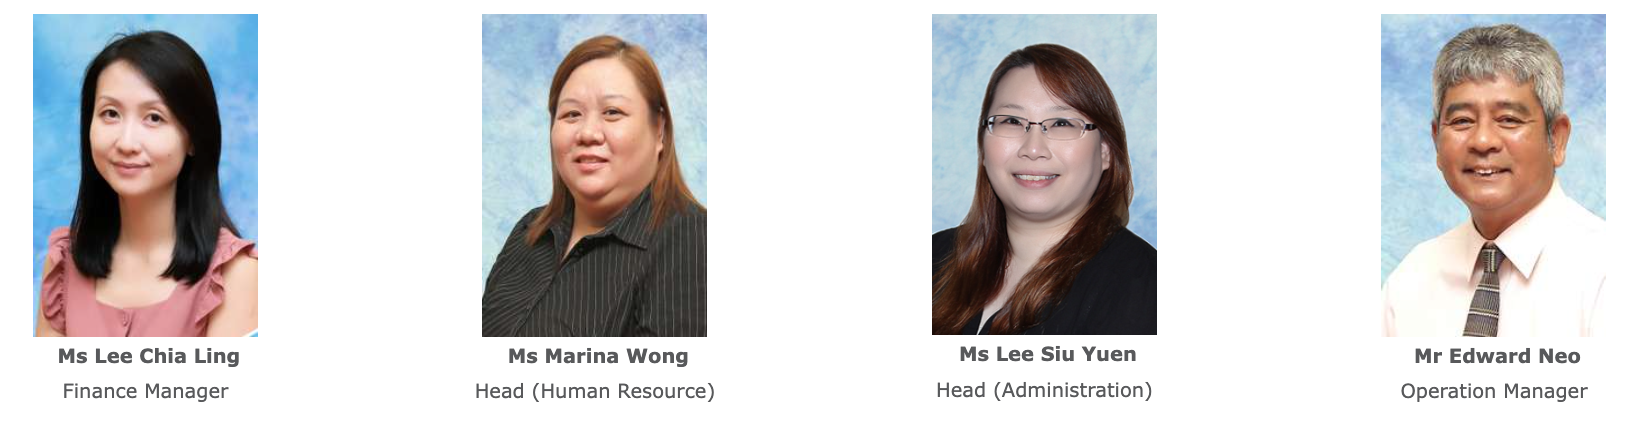 Ms Lee Chia Ling
Finance Manager
Ms Marina Wong
Head (Human Resource)
Ms Lee Siu Yuen
Head (Administration)
Mr Edward Neo
Operation Manager